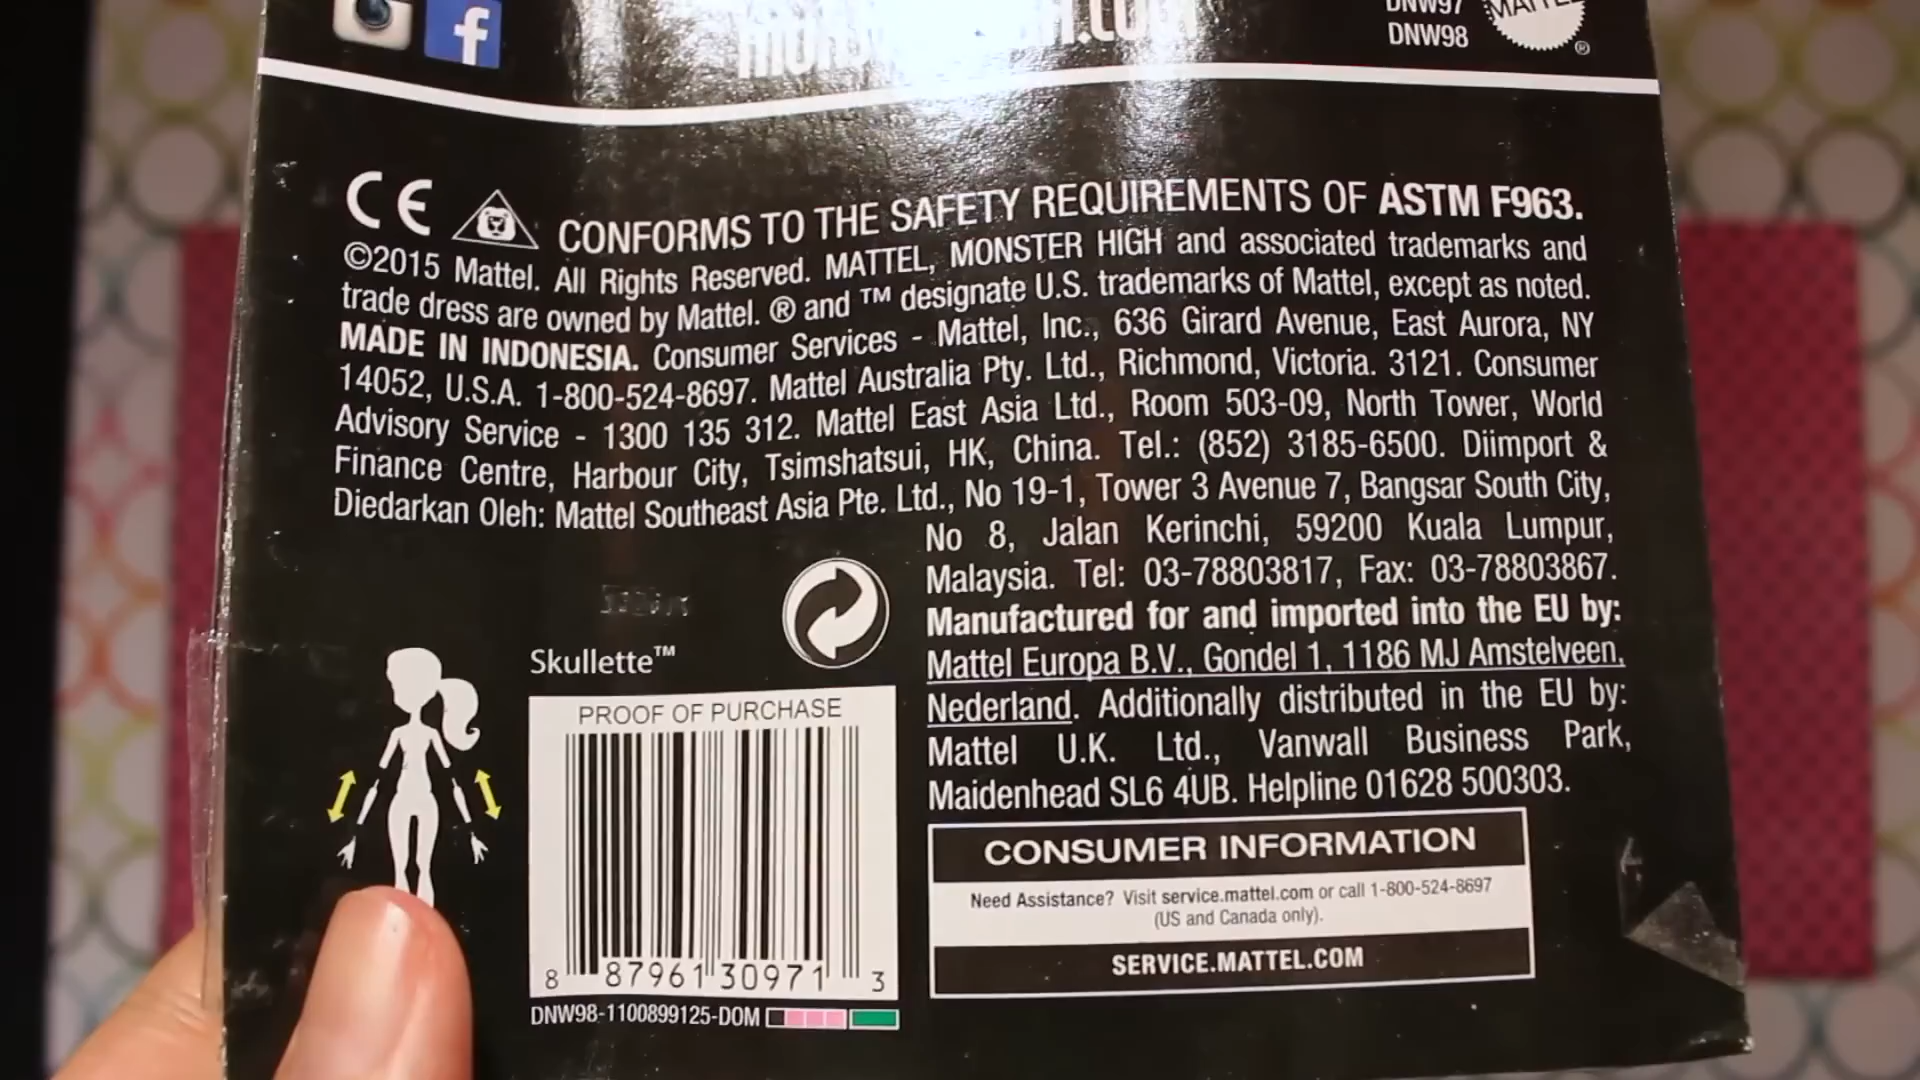 f
DNW97
DNW98
MATTEL
®
CE
CONFORMS TO THE SAFETY REQUIREMENTS OF ASTM F963.
©2015 Mattel. All Rights Reserved. MATTEL, MONSTER HIGH and associated trademarks and
trade dress are owned by Mattel. ® and ™ designate U.S. trademarks of Mattel, except as noted.
MADE IN INDONESIA. Consumer Services - Mattel, Inc., 636 Girard Avenue, East Aurora, NY
14052, U.S.A. 1-800-524-8697. Mattel Australia Pty. Ltd., Richmond, Victoria. 3121. Consumer
Advisory Service - 1300 135 312. Mattel East Asia Ltd., Room 503-09, North Tower, World
Finance Centre, Harbour City, Tsimshatsui, HK, China. Tel.: (852) 3185-6500. Diimport &
Diedarkan Oleh: Mattel Southeast Asia Pte. Ltd., No 19-1, Tower 3 Avenue 7, Bangsar South City,
No 8, Jalan Kerinchi, 59200 Kuala Lumpur,
Malaysia. Tel: 03-78803817, Fax: 03-78803867.
Manufactured for and imported into the EU by:
Mattel Europa B.V., Gondel 1, 1186 MJ Amstelveen,
Nederland. Additionally distributed in the EU by:
Mattel U.K. Ltd., Vanwall Business Park,
Maidenhead SL6 4UB. Helpline 01628 500303.
Skullette™
PROOF OF PURCHASE
8 87961 30971 3
DNW98-1100899125-DOM
CONSUMER INFORMATION
Need Assistance? Visit service.mattel.com or call 1-800-524-8697
(US and Canada only).
SERVICE.MATTEL.COM